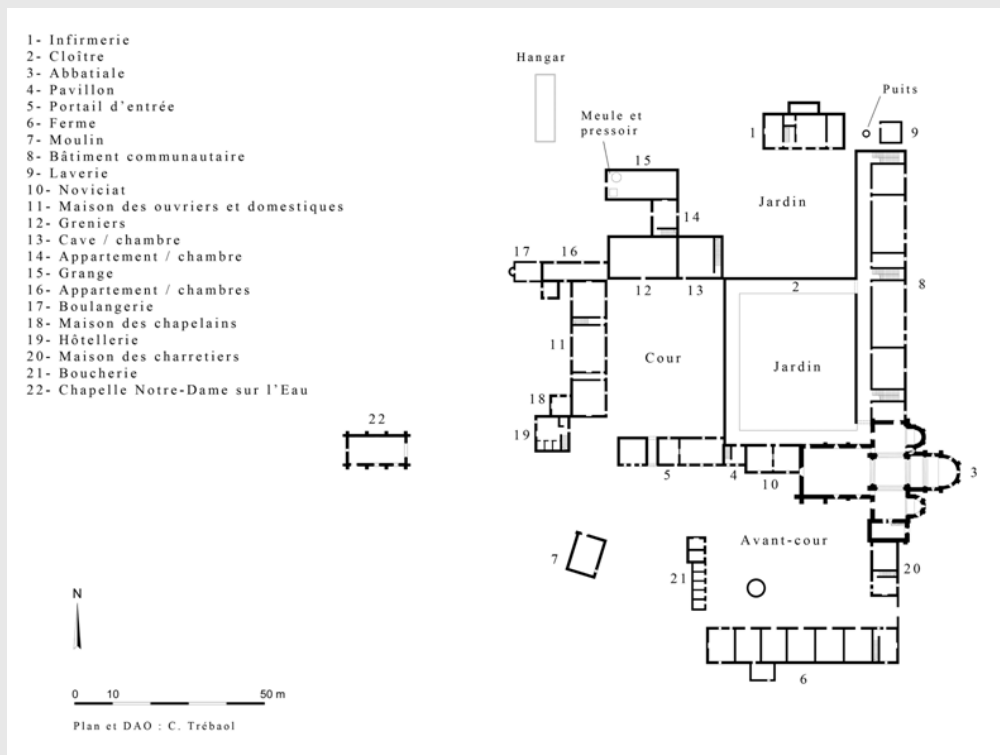 1- Infirmerie
2- Cloître
3- Abbatiale
4- Pavillon
5- Portail d'entrée
6- Ferme
7- Moulin
8- Bâtiment communautaire
9- Laverie
10- Noviciat
11- Maison des ouvriers et domestiques
12- Greniers
13- Cave / chambre
14- Appartement / chambre
15- Grange
16- Appartement / chambres
17- Boulangerie
18- Maison des chapelains
19- Hôtellerie
20- Maison des charretiers
21- Boucherie
22- Chapelle Notre-Dame sur l'Eau
Hangar
Puits
Meule et
pressoir
1
9
15
Jardin
14
17
16
12
13
2
8
11
Cour
Jardin
18
22
19
5
4
10
3
Avant-cour
7
21
20
6
N
0 10 50 m
Plan et DAO : C. Trébaol